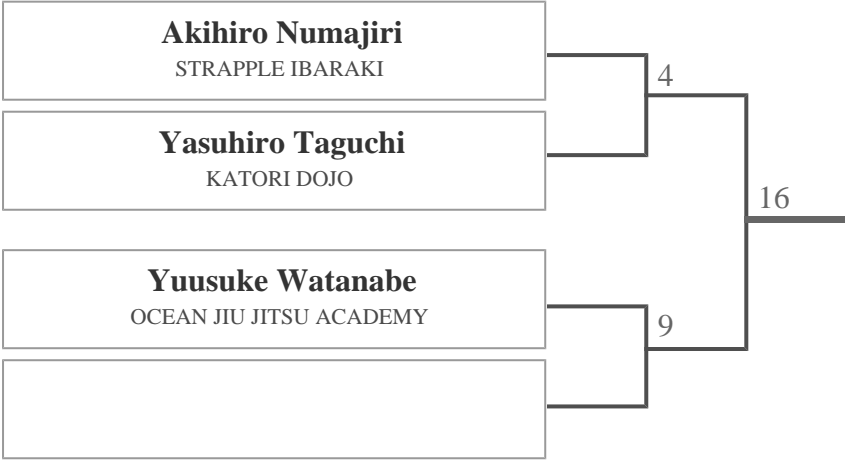 Akihiro Numajiri
STRAPPLE IBARAKI
4
Yasuhiro Taguchi
KATORI DOJO
16
Yuusuke Watanabe
OCEAN JIU JITSU ACADEMY
9